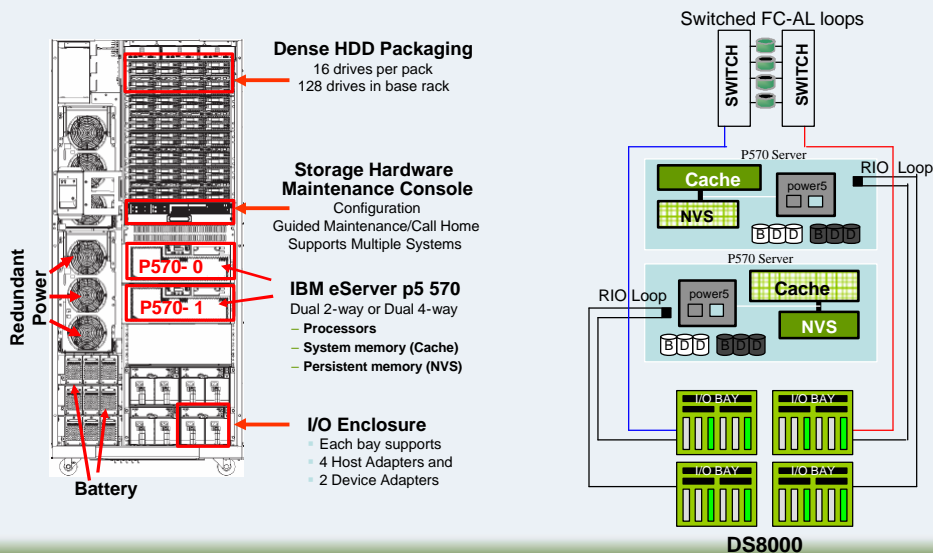 Dense HDD Packaging
16 drives per pack
128 drives in base rack
Storage Hardware
Maintenance Console
Configuration
Guided Maintenance/Call Home
Supports Multiple Systems
Redundant
Power
P570- 0
P570- 1
IBM eServer p5 570
Dual 2-way or Dual 4-way
– Processors
– System memory (Cache)
– Persistent memory (NVS)
I/O Enclosure
Each bay supports
4 Host Adapters and
2 Device Adapters
Battery
Switched FC-AL loops
SWITCH
SWITCH
P570 Server
RIO Loop
Cache
power5
NVS
B D D
B D D
P570 Server
RIO Loop
power5
Cache
NVS
B D D
B D D
I/O BAY
I/O BAY
I/O BAY
I/O BAY
DS8000